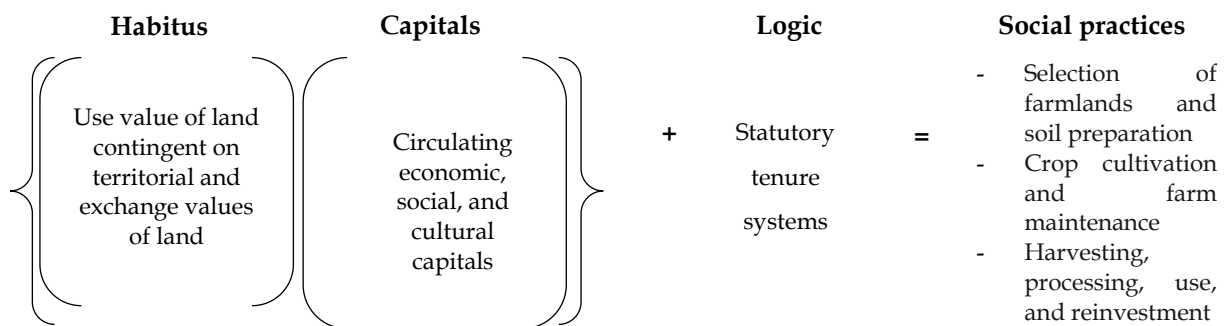 Habitus Capitals Logic Social practices
Use value of land
contingent on
territorial and
exchange values
of land
Circulating
economic,
social, and
cultural
capitals
+
Statutory
tenure
systems
=
- Selection of
farmlands and
soil preparation
- Crop cultivation
and farm
maintenance
- Harvesting,
processing, use,
and reinvestment